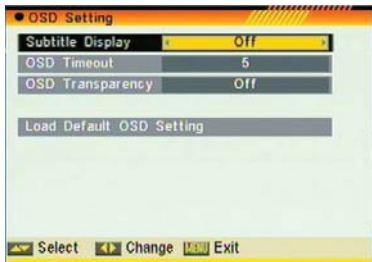 OSD Setting
Subtitle Display Off
OSD Timeout 5
OSD Transparency Off
Load Default OSD Setting
Select Change MENU Exit